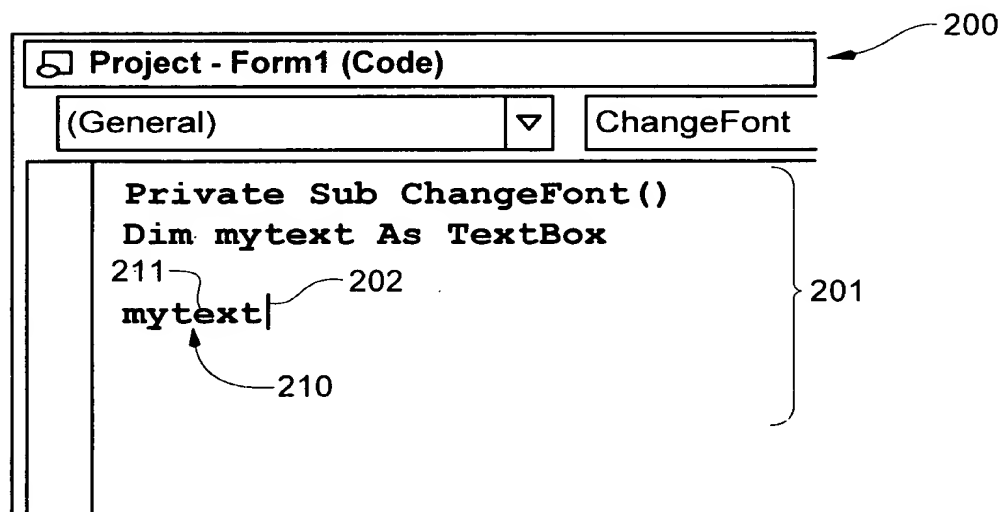 200
Project - Form1 (Code)
(General) ChangeFont
Private Sub ChangeFont()
Dim mytext As TextBox
211 202
201
mytext
210